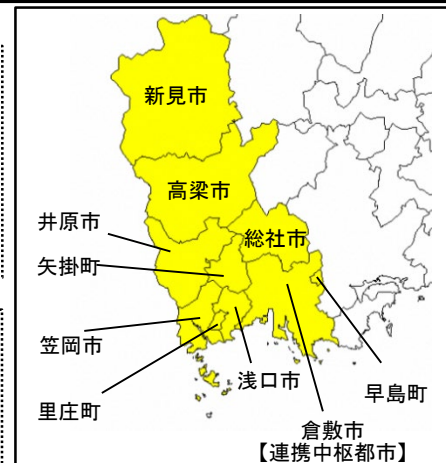 新見市
高梁市
井原市
総社市
矢掛町
笠岡市
浅口市
早島町
里庄町
倉敷市
【連携中枢都市】